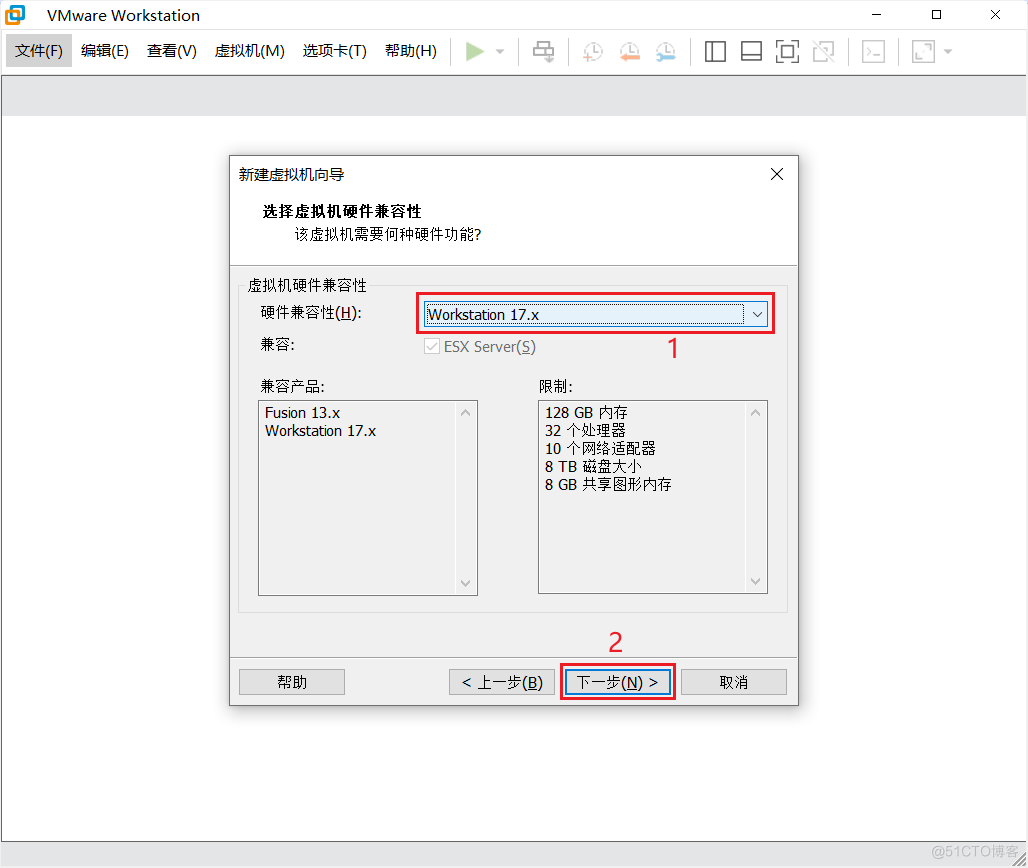 VMware Workstation
文件(F) 编辑(E) 查看(V) 虚拟机(M) 选项卡(T) 帮助(H)
新建虚拟机向导
选择虚拟机硬件兼容性
该虚拟机需要何种硬件功能?
虚拟机硬件兼容性
硬件兼容性(H): Workstation 17.x
1
兼容: ESX Server(S)
兼容产品: 限制:
Fusion 13.x 128 GB 内存
Workstation 17.x 32 个处理器
10 个网络适配器
8 TB 磁盘大小
8 GB 共享图形内存
2
帮助 < 上一步(B) 下一步(N) > 取消
@51CTO博客